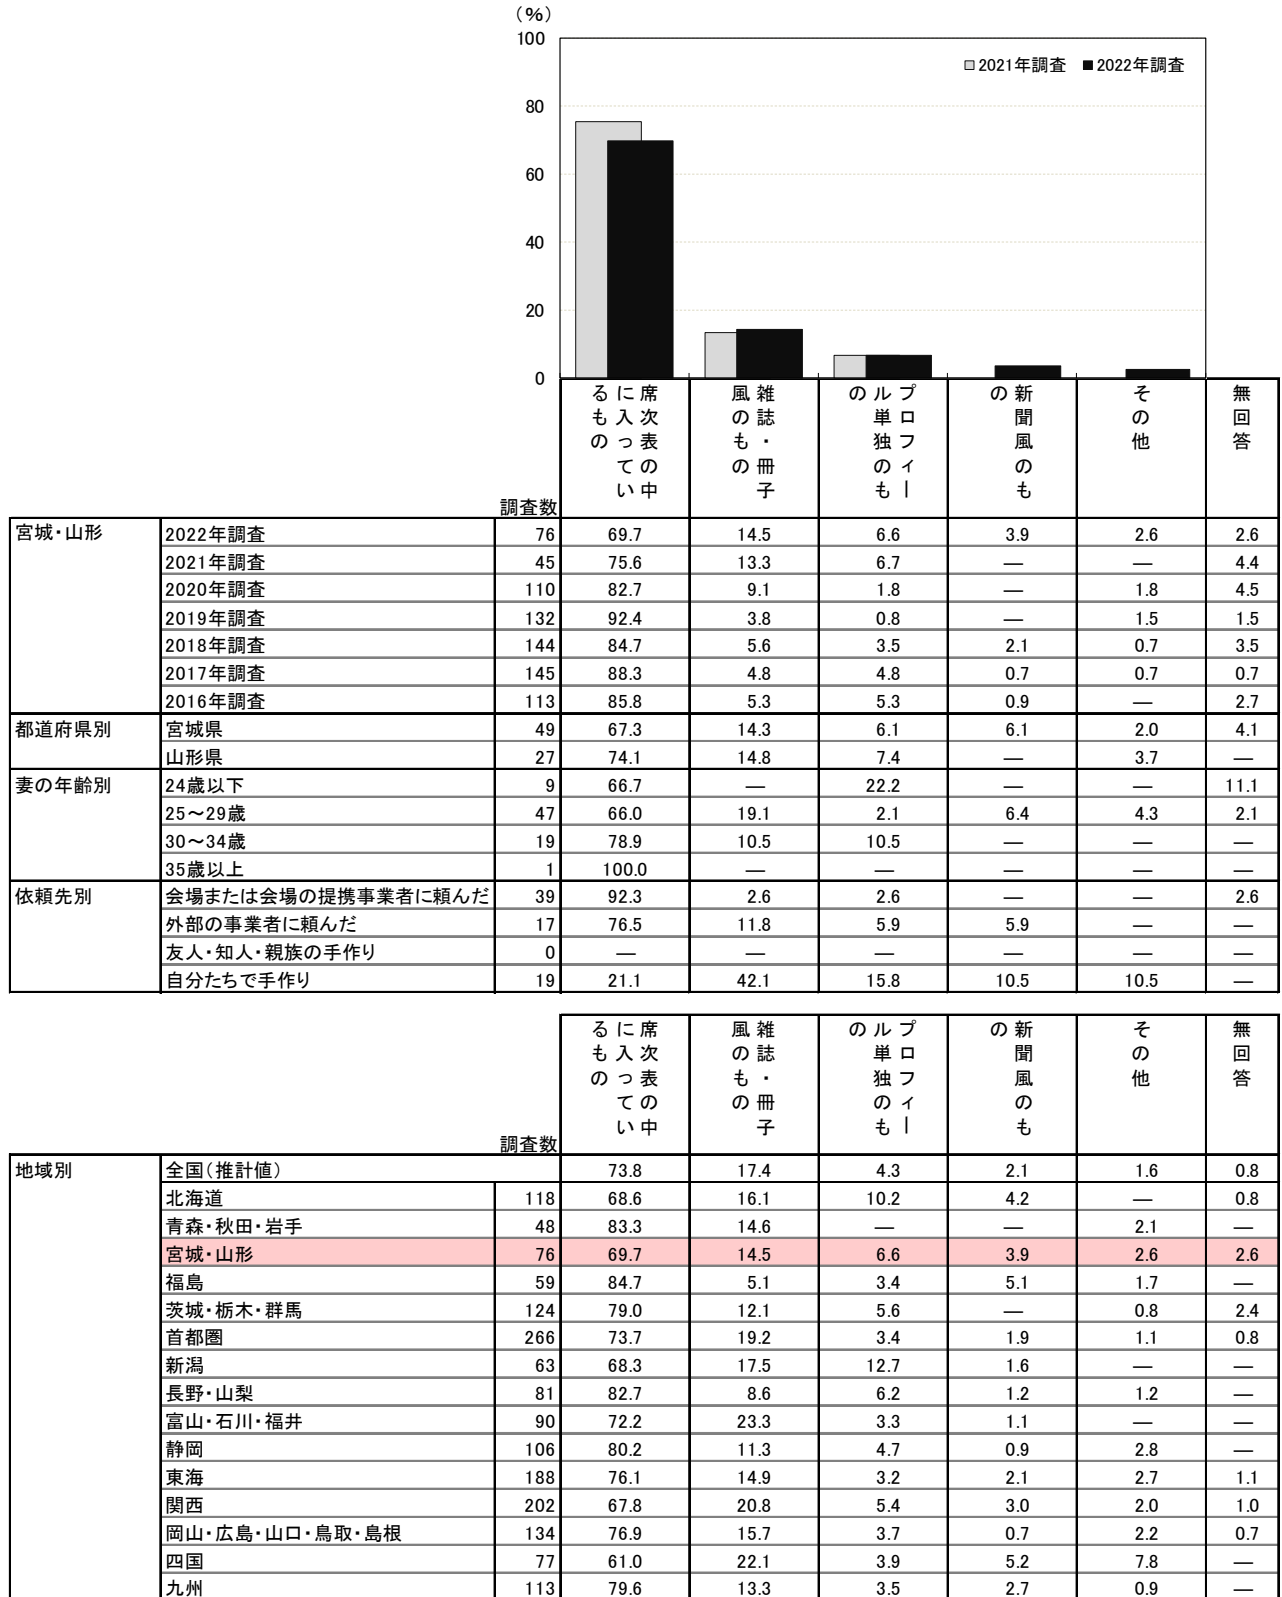 （％）
100
□2021年調査 ■2022年調査
80
60
40
20
0
席次表の中に入っているもの
雑誌・冊子風のもの
プロフィール単独のもの
新聞風のもの
その他
無回答
調査数
宮城・山形 2022年調査 76 69.7 14.5 6.6 3.9 2.6 2.6
2021年調査 45 75.6 13.3 6.7 ― ― 4.4
2020年調査 110 82.7 9.1 1.8 ― 1.8 4.5
2019年調査 132 92.4 3.8 0.8 ― 1.5 1.5
2018年調査 144 84.7 5.6 3.5 2.1 0.7 3.5
2017年調査 145 88.3 4.8 4.8 0.7 0.7 0.7
2016年調査 113 85.8 5.3 5.3 0.9 ― 2.7
都道府県別 宮城県 49 67.3 14.3 6.1 6.1 2.0 4.1
山形県 27 74.1 14.8 7.4 ― 3.7 ―
妻の年齢別 24歳以下 9 66.7 ― 22.2 ― ― 11.1
25～29歳 47 66.0 19.1 2.1 6.4 4.3 2.1
30～34歳 19 78.9 10.5 10.5 ― ― ―
35歳以上 1 100.0 ― ― ― ― ―
依頼先別 会場または会場の提携事業者に頼んだ 39 92.3 2.6 2.6 ― ― 2.6
外部の事業者に頼んだ 17 76.5 11.8 5.9 5.9 ― ―
友人・知人・親族の手作り 0 ― ― ― ― ― ―
自分たちで手作り 19 21.1 42.1 15.8 10.5 10.5 ―
席次表の中に入っているもの
雑誌・冊子風のもの
プロフィール単独のもの
新聞風のもの
その他
無回答
調査数
地域別 全国（推計値） 73.8 17.4 4.3 2.1 1.6 0.8
北海道 118 68.6 16.1 10.2 4.2 ― 0.8
青森・秋田・岩手 48 83.3 14.6 ― ― 2.1 ―
宮城・山形 76 69.7 14.5 6.6 3.9 2.6 2.6
福島 59 84.7 5.1 3.4 5.1 1.7 ―
茨城・栃木・群馬 124 79.0 12.1 5.6 ― 0.8 2.4
首都圏 266 73.7 19.2 3.4 1.9 1.1 0.8
新潟 63 68.3 17.5 12.7 1.6 ― ―
長野・山梨 81 82.7 8.6 6.2 1.2 1.2 ―
富山・石川・福井 90 72.2 23.3 3.3 1.1 ― ―
静岡 106 80.2 11.3 4.7 0.9 2.8 ―
東海 188 76.1 14.9 3.2 2.1 2.7 1.1
関西 202 67.8 20.8 5.4 3.0 2.0 1.0
岡山・広島・山口・鳥取・島根 134 76.9 15.7 3.7 0.7 2.2 0.7
四国 77 61.0 22.1 3.9 5.2 7.8 ―
九州 113 79.6 13.3 3.5 2.7 0.9 ―